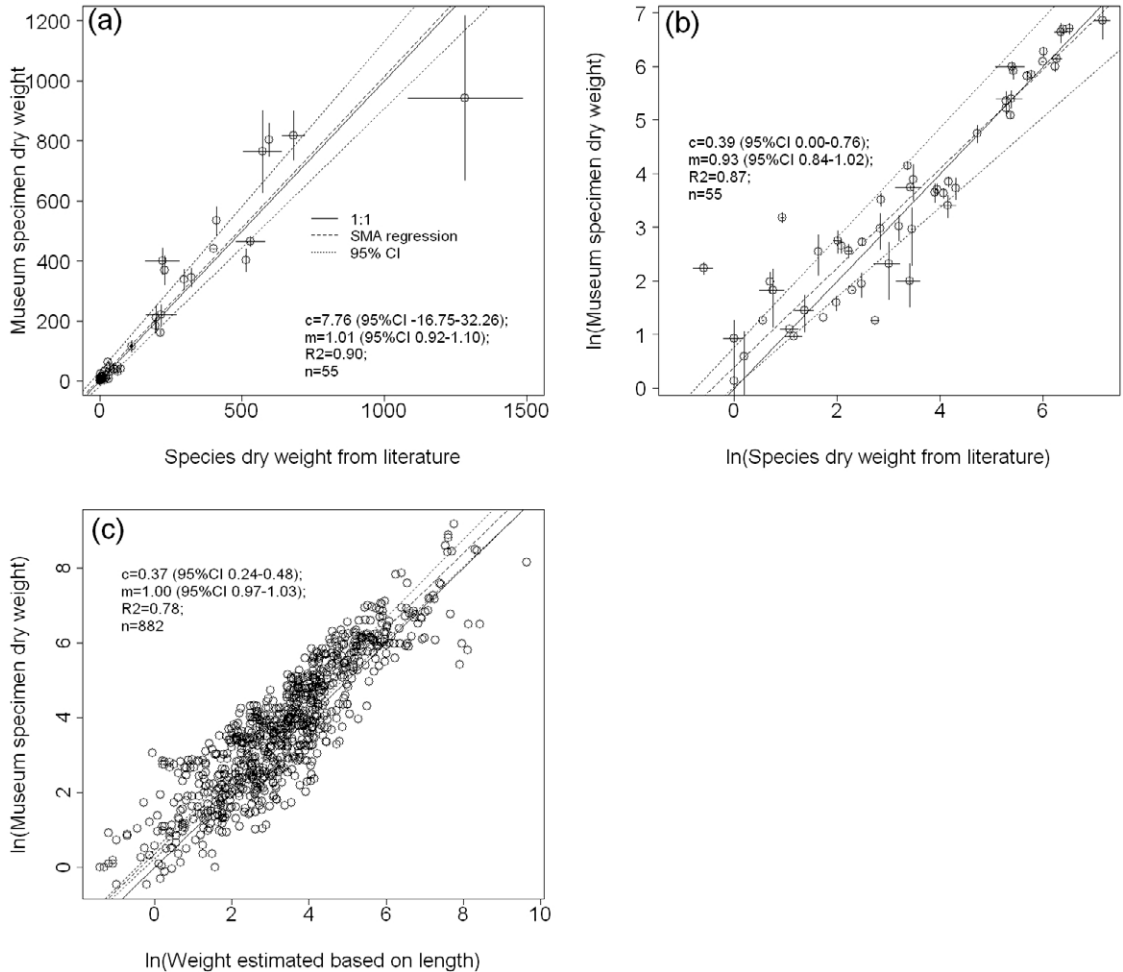 (a)
1200
1000
800
600
400
200
0
Museum specimen dry weight
1:1
SMA regression
95% CI
c=7.76 (95%CI -16.75-32.26);
m=1.01 (95%CI 0.92-1.10);
R2=0.90;
n=55
0 500 1000 1500
Species dry weight from literature
(b)
7
6
5
4
3
2
1
0
ln(Museum specimen dry weight)
c=0.39 (95%CI 0.00-0.76);
m=0.93 (95%CI 0.84-1.02);
R2=0.87;
n=55
0 2 4 6
ln(Species dry weight from literature)
(c)
8
6
4
2
0
ln(Museum specimen dry weight)
c=0.37 (95%CI 0.24-0.48);
m=1.00 (95%CI 0.97-1.03);
R2=0.78;
n=882
0 2 4 6 8 10
ln(Weight estimated based on length)